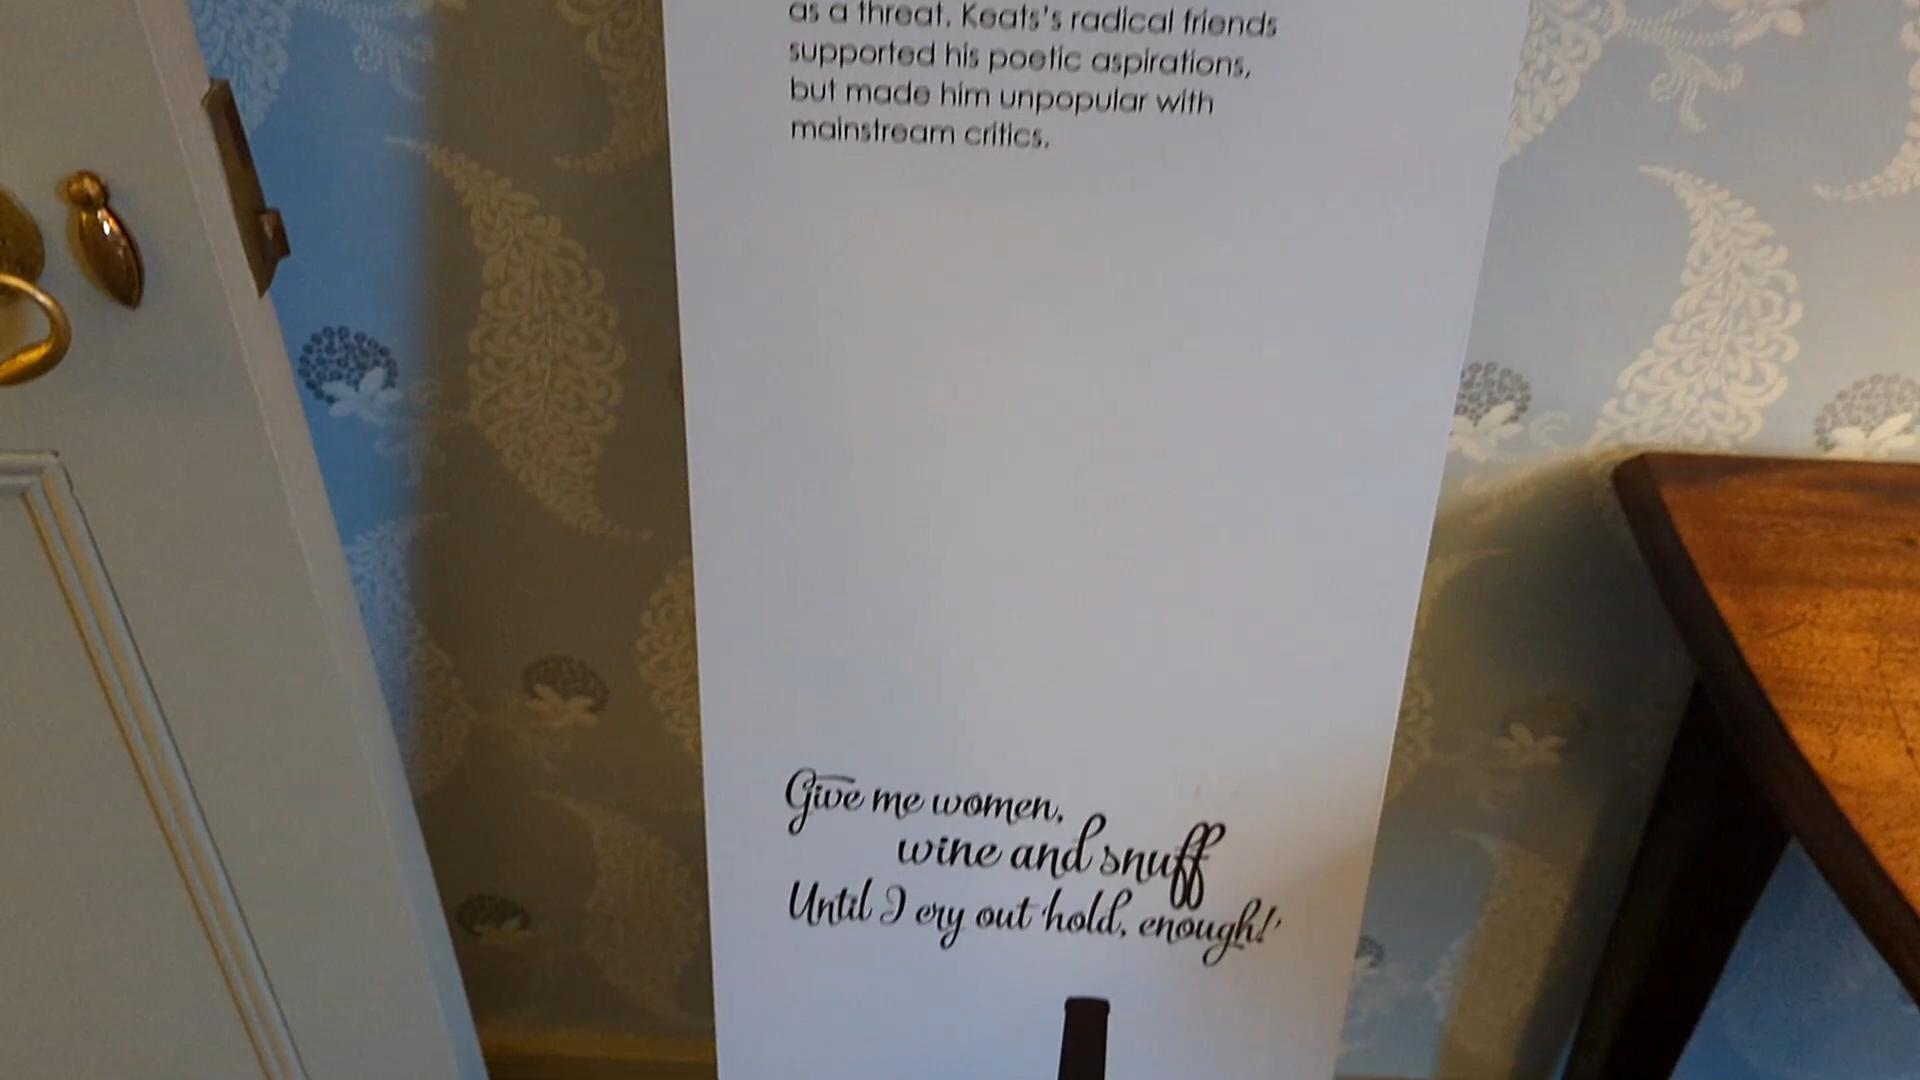 as a threat. Keats's radical friends
supported his poetic aspirations,
but made him unpopular with
mainstream critics.
Give me women,
wine and snuff
Until I cry out 'hold, enough!'